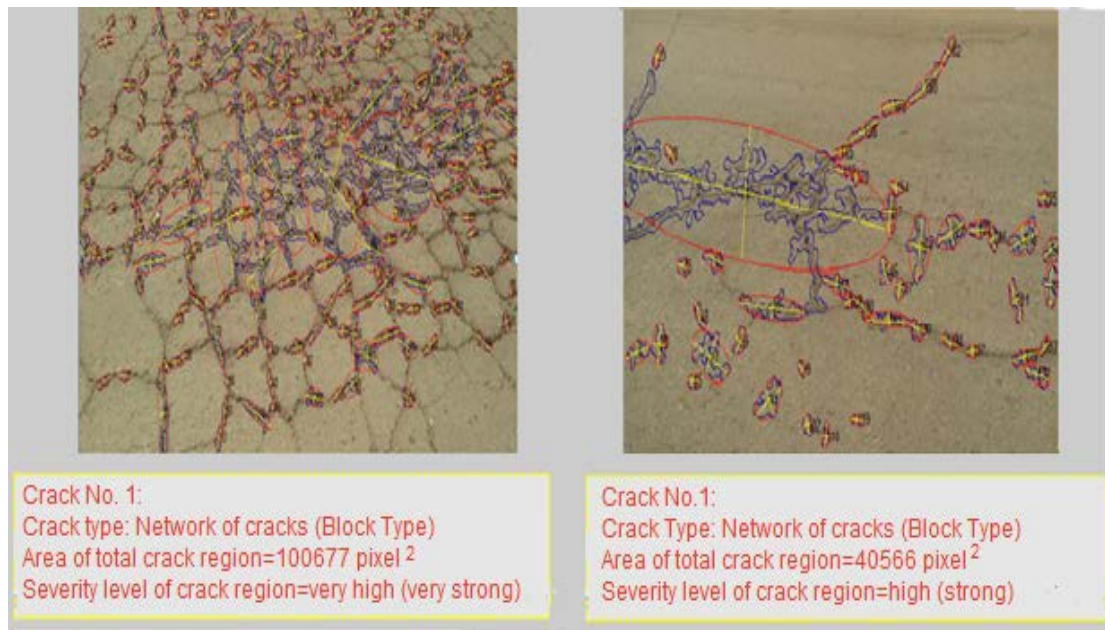 Crack No. 1:
Crack type: Network of cracks (Block Type)
Area of total crack region=100677 pixel 2
Severity level of crack region=very high (very strong)
Crack No.1:
Crack Type: Network of cracks (Block Type)
Area of total crack region=40566 pixel 2
Severity level of crack region=high (strong)